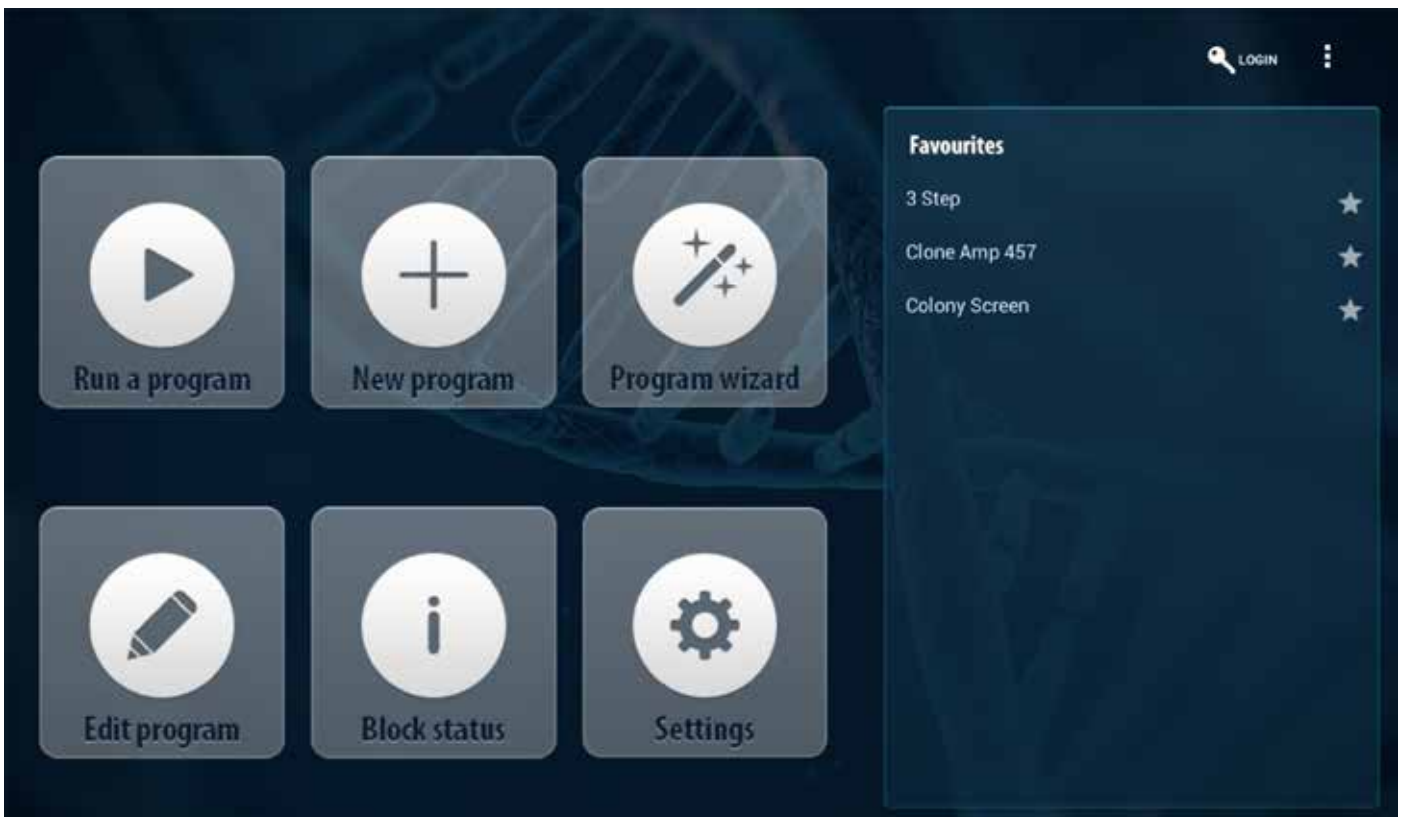 LOGIN
Favourites
3 Step
Clone Amp 457
Colony Screen
Run a program
New program
Program wizard
Edit program
Block status
Settings